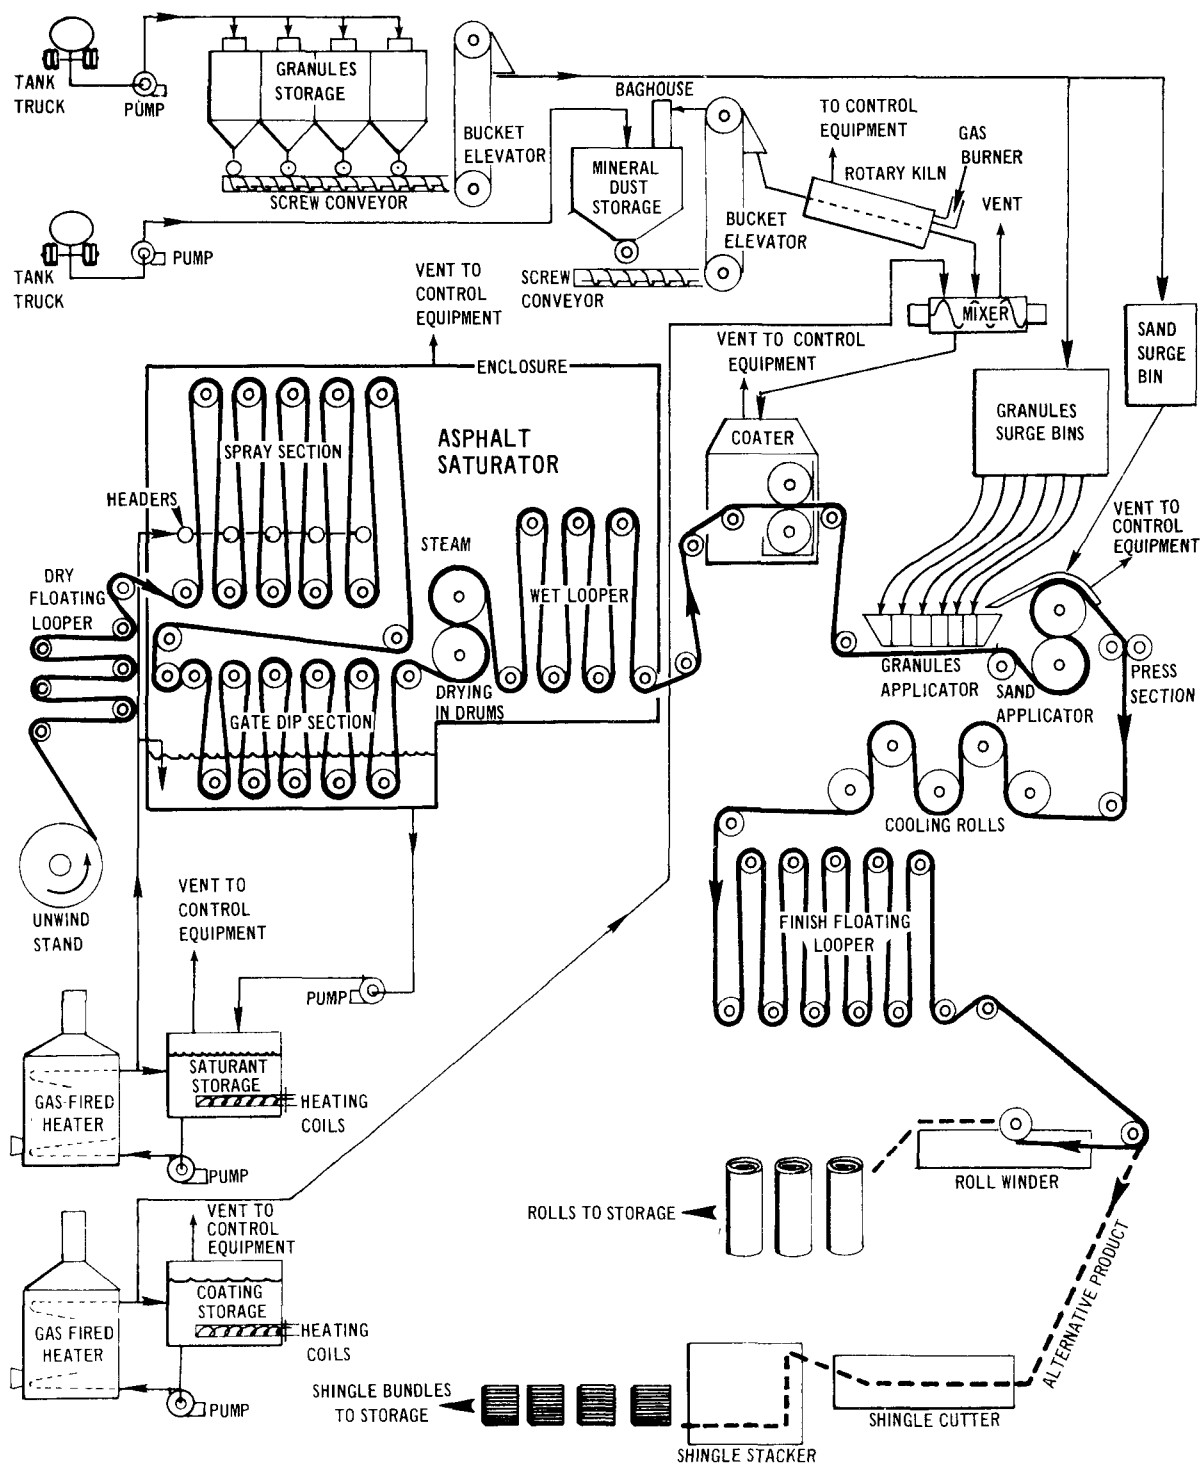 TANK
TRUCK
PUMP
GRANULES
STORAGE
SCREW CONVEYOR
BUCKET
ELEVATOR
BAGHOUSE
MINERAL
DUST
STORAGE
TO CONTROL
EQUIPMENT
ROTARY KILN
GAS
BURNER
VENT
TANK
TRUCK
PUMP
SCREW
CONVEYOR
BUCKET
ELEVATOR
MIXER
SAND
SURGE
BIN
VENT TO
CONTROL
EQUIPMENT
ENCLOSURE
VENT TO CONTROL
EQUIPMENT
COATER
GRANULES
SURGE BINS
ASPHALT
SATURATOR
SPRAY SECTION
HEADERS
STEAM
WET LOOPER
DRY
FLOATING
LOOPER
VENT TO
CONTROL
EQUIPMENT
GRANULES
APPLICATOR
SAND
APPLICATOR
PRESS
SECTION
DRYING
IN DRUMS
GATE DIP SECTION
COOLING ROLLS
UNWIND
STAND
VENT TO
CONTROL
EQUIPMENT
FINISH FLOATING
LOOPER
PUMP
SATURANT
STORAGE
GAS-FIRED
HEATER
HEATING
COILS
PUMP
ROLL WINDER
ROLLS TO STORAGE
VENT TO
CONTROL
EQUIPMENT
COATING
STORAGE
GAS FIRED
HEATER
HEATING
COILS
PUMP
ALTERNATIVE PRODUCT
SHINGLE BUNDLES
TO STORAGE
SHINGLE CUTTER
SHINGLE STACKER